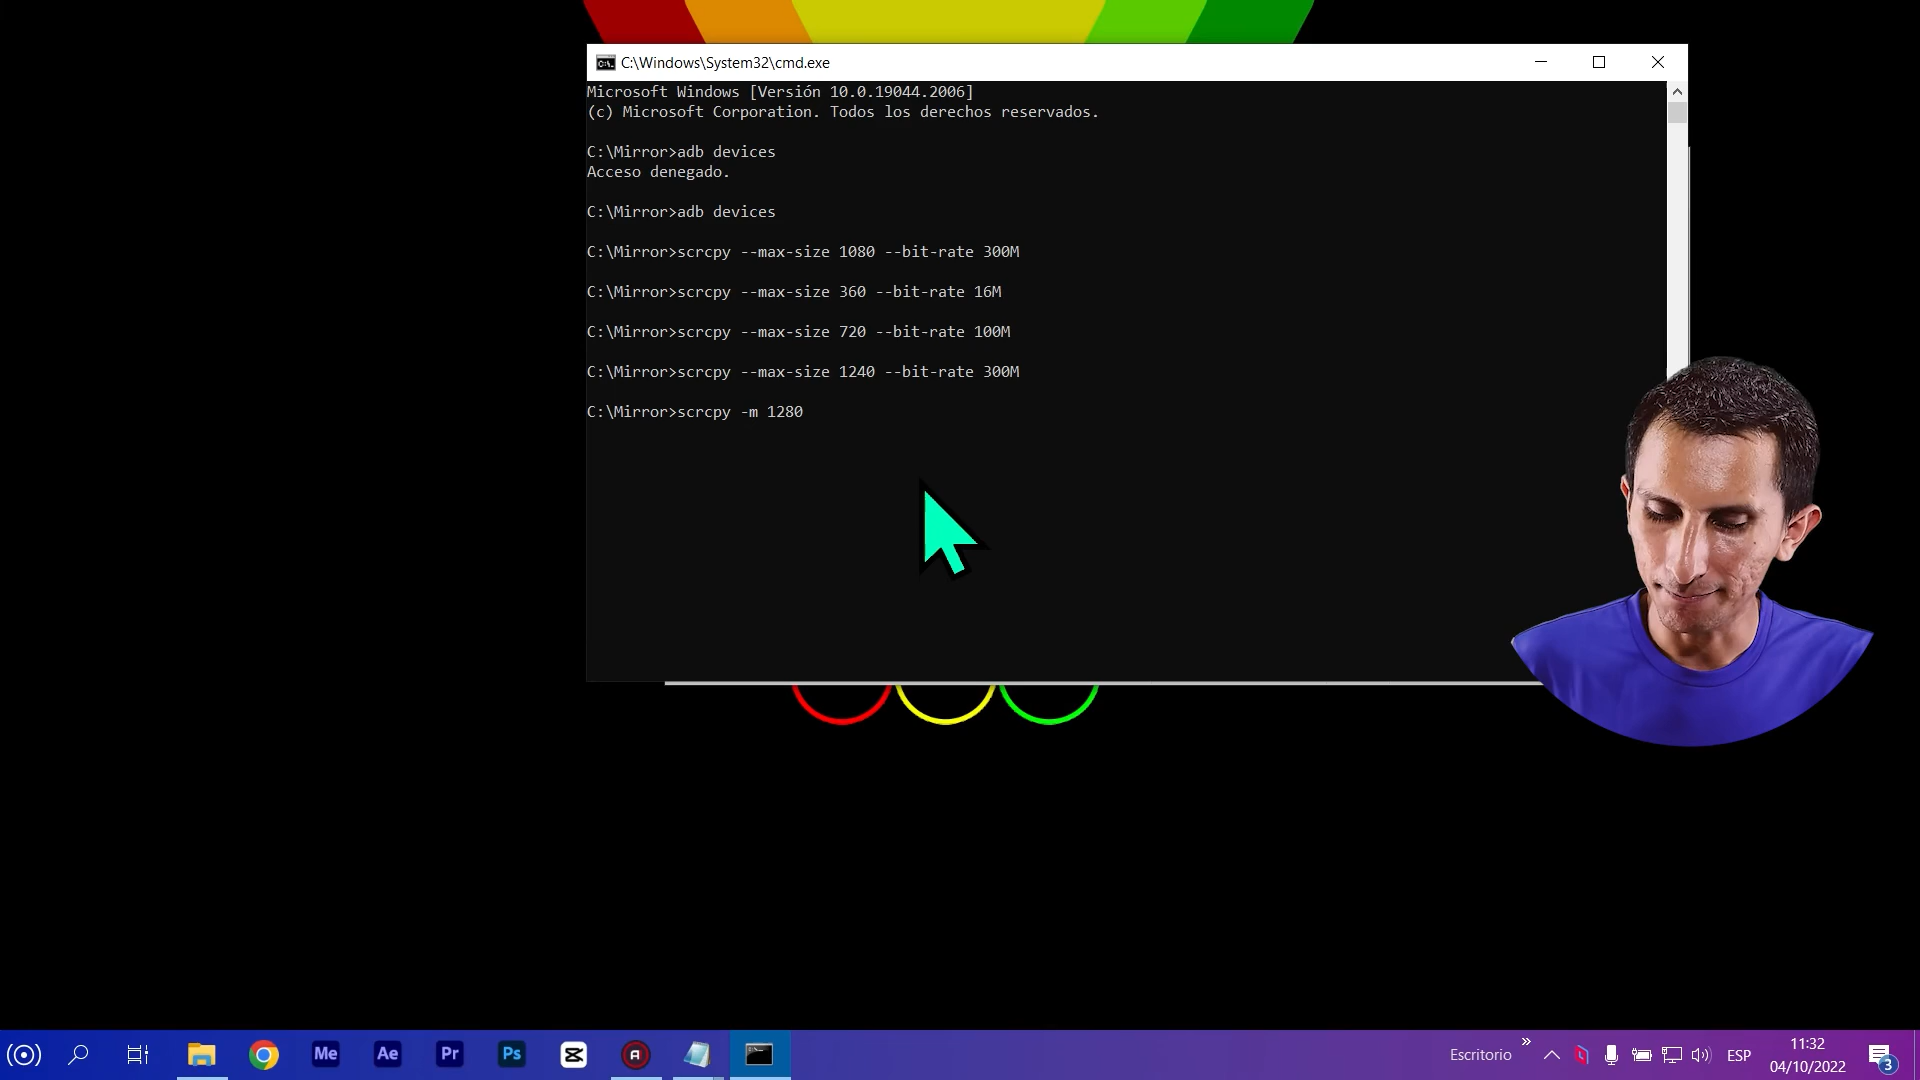 C:\Windows\System32\cmd.exe
Microsoft Windows [Versión 10.0.19044.2006]
(c) Microsoft Corporation. Todos los derechos reservados.
C:\Mirror>adb devices
Acceso denegado.
C:\Mirror>adb devices
C:\Mirror>scrcpy --max-size 1080 --bit-rate 300M
C:\Mirror>scrcpy --max-size 360 --bit-rate 16M
C:\Mirror>scrcpy --max-size 720 --bit-rate 100M
C:\Mirror>scrcpy --max-size 1240 --bit-rate 300M
C:\Mirror>scrcpy -m 1280
Me Ae Pr Ps
Escritorio
ESP
11:32
04/10/2022
3